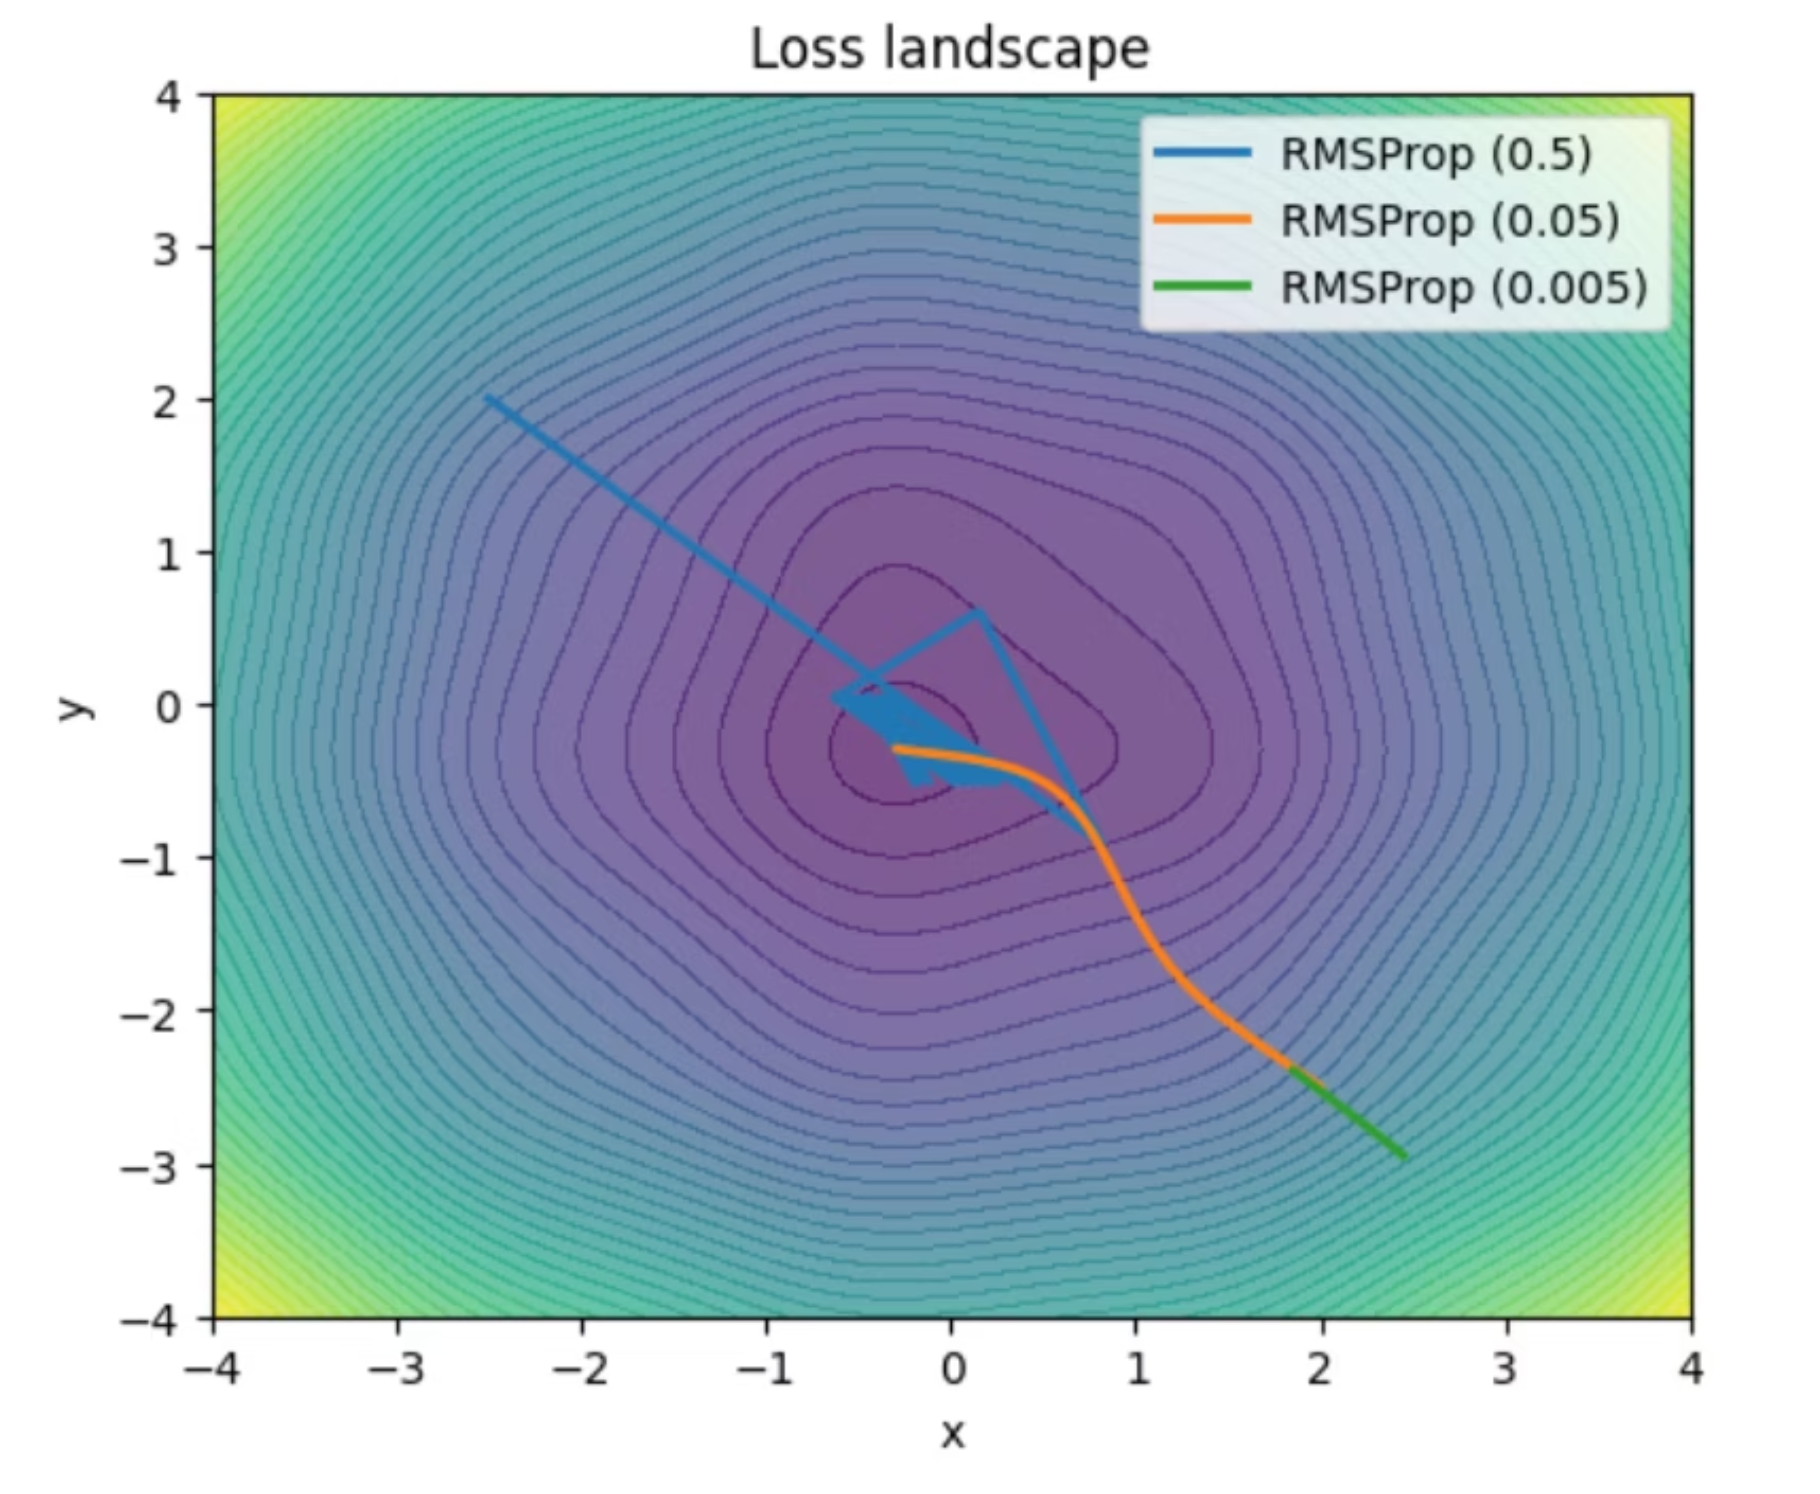 Loss landscape
RMSProp (0.5)
RMSProp (0.05)
RMSProp (0.005)
4
3
2
1
0
−1
−2
−3
−4
y
−4 −3 −2 −1 0 1 2 3 4
x